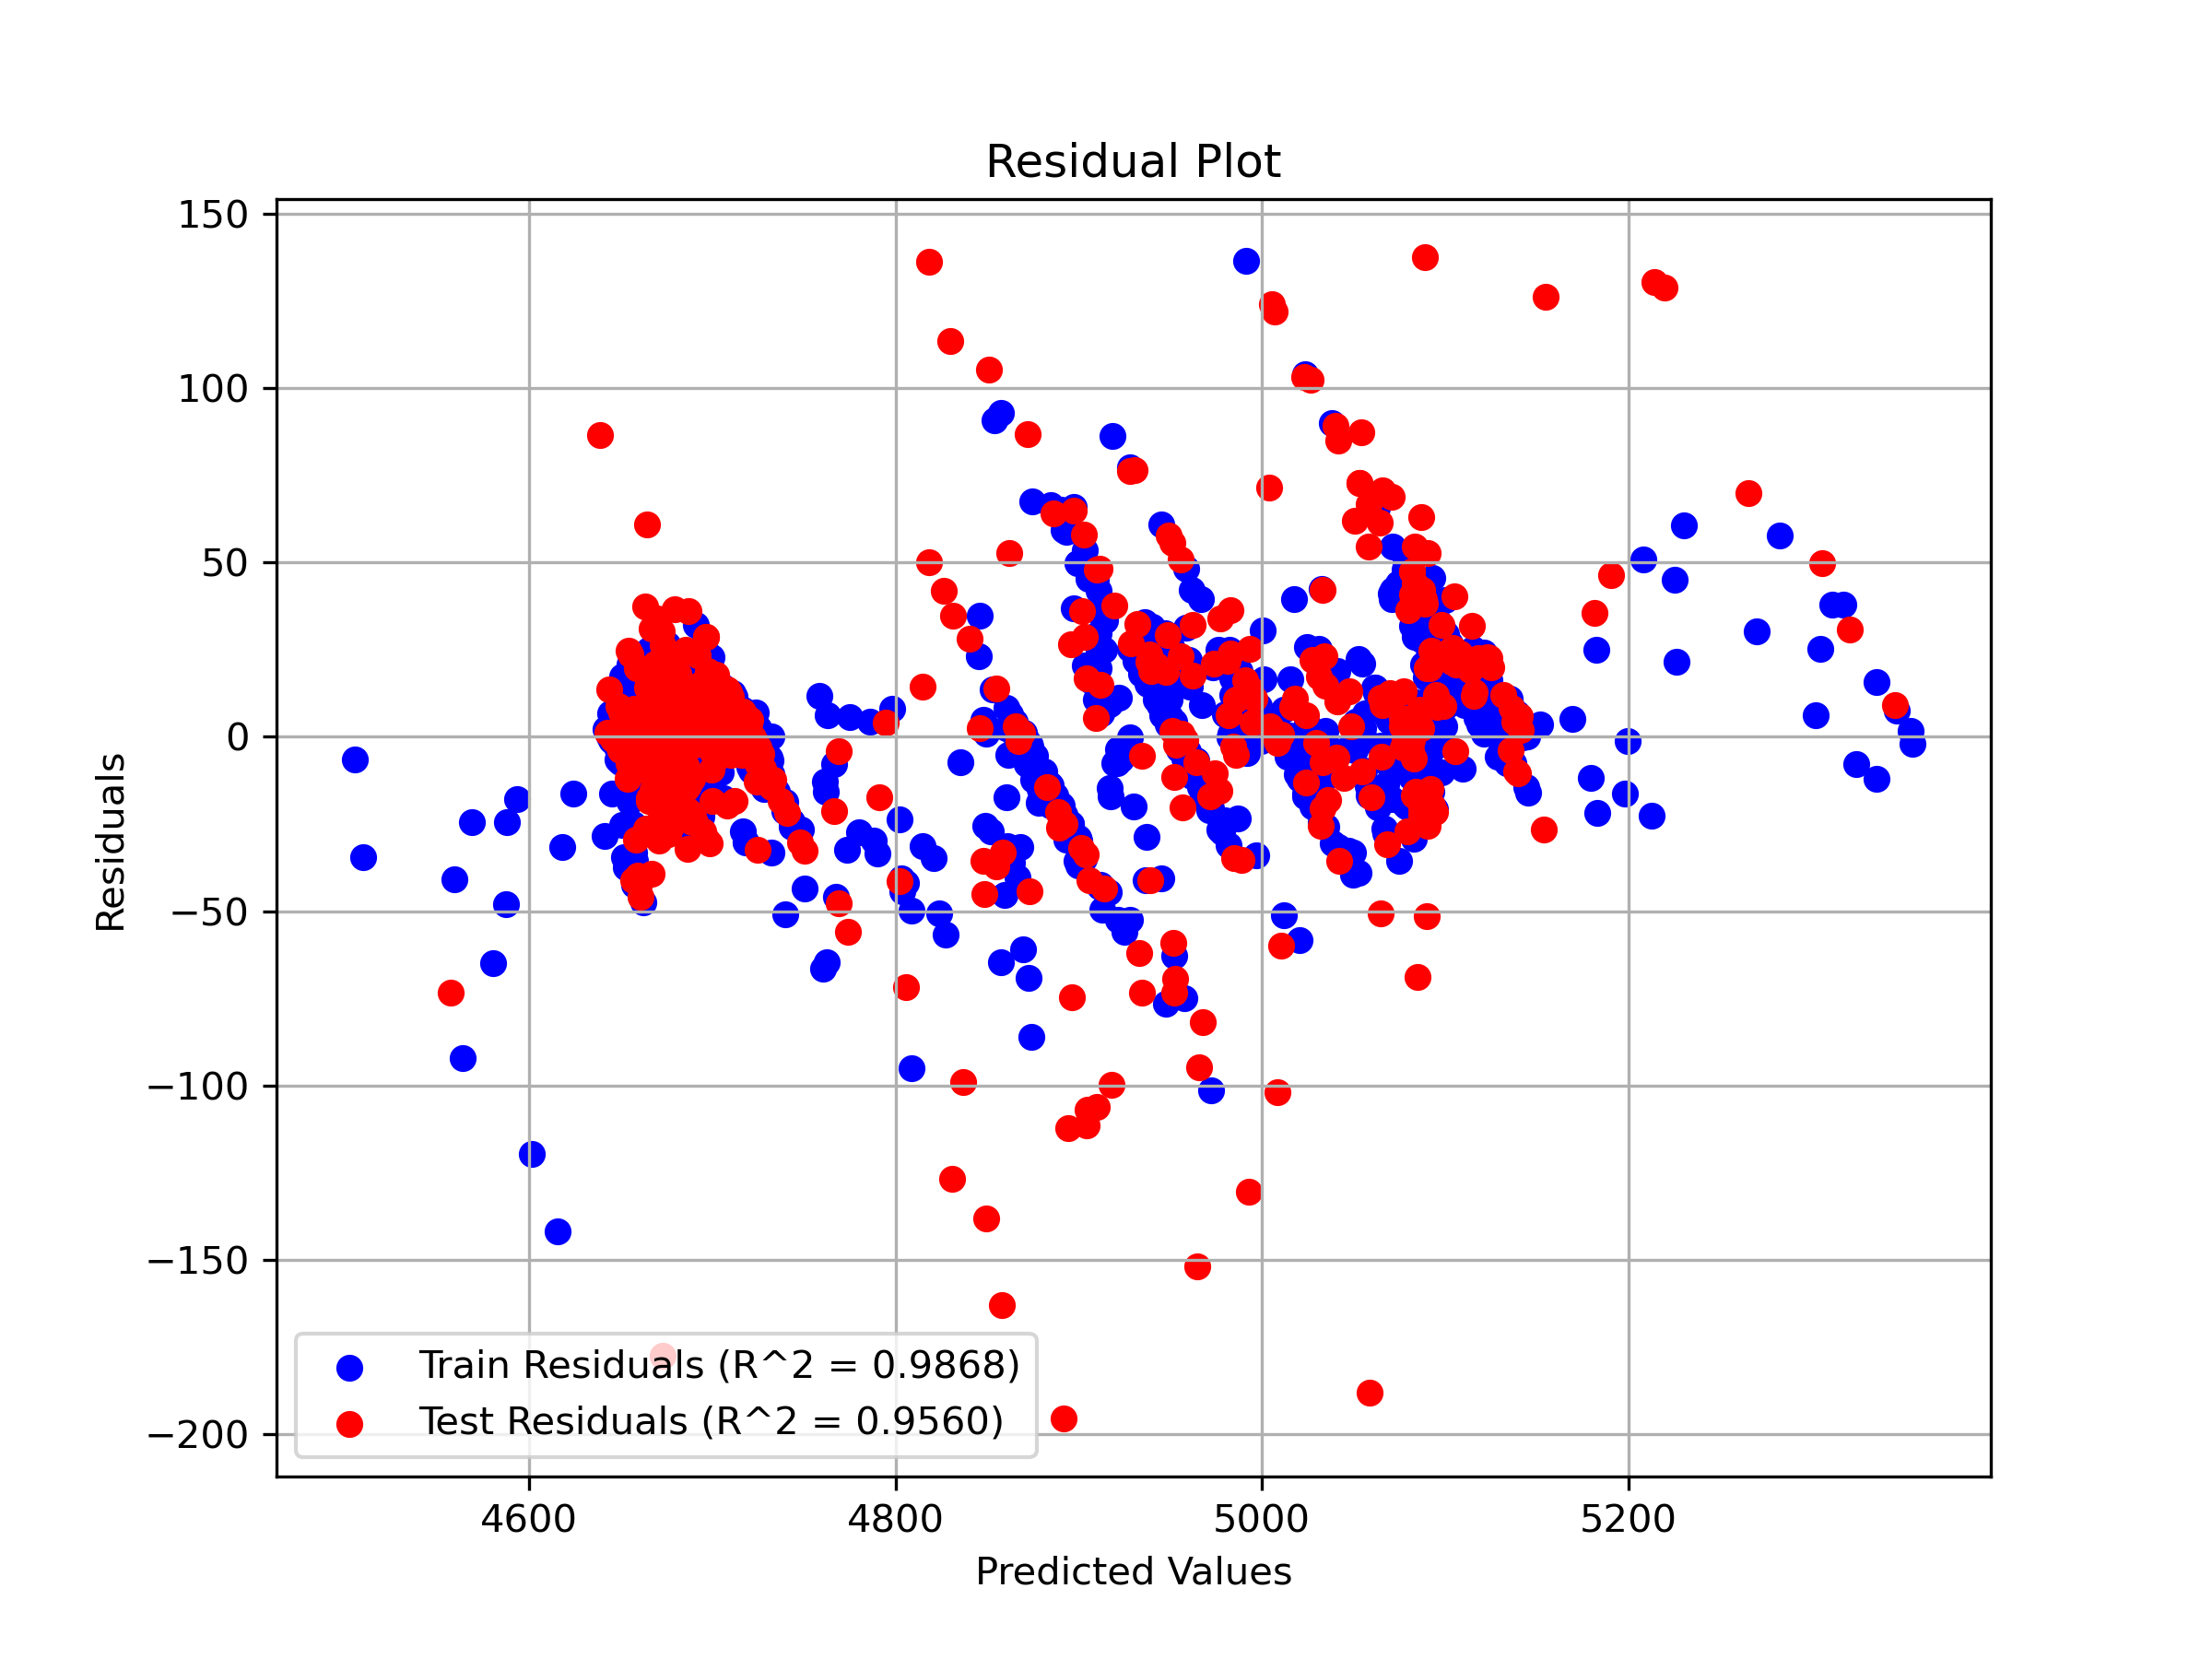 Residual Plot
150
100
50
0
−50
−100
−150
−200
Residuals
Train Residuals (R^2 = 0.9868)
Test Residuals (R^2 = 0.9560)
4600 4800 5000 5200
Predicted Values